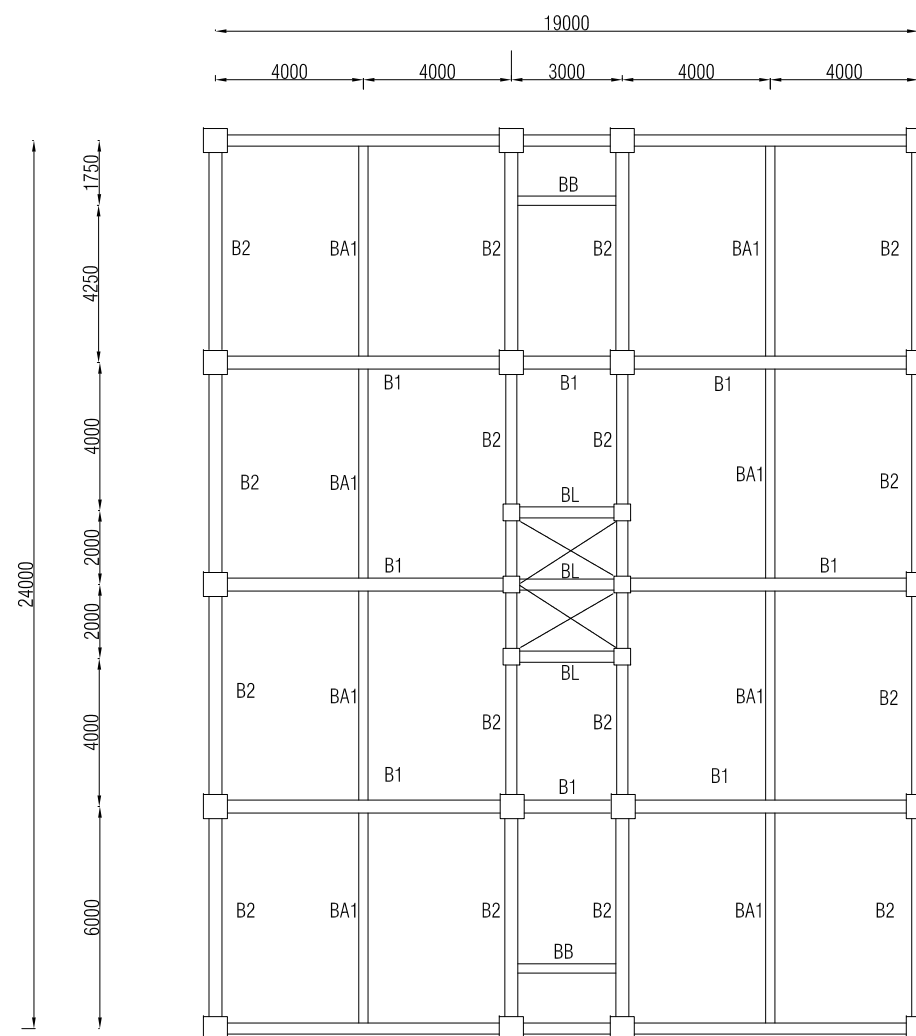 19000
4000 4000 3000 4000 4000
1750
BB
B2 BA1 B2 B2 BA1 B2
4250
B1 B1 B1
4000
B2 B2
BA1
B2 BA1 B2
BL
2000
B1 BL B1
24000
2000
BL
B2 BA1 BA1 B2
4000
B2 B2
B1 B1
B1
6000
B2 BA1 B2 B2 BA1 B2
BB